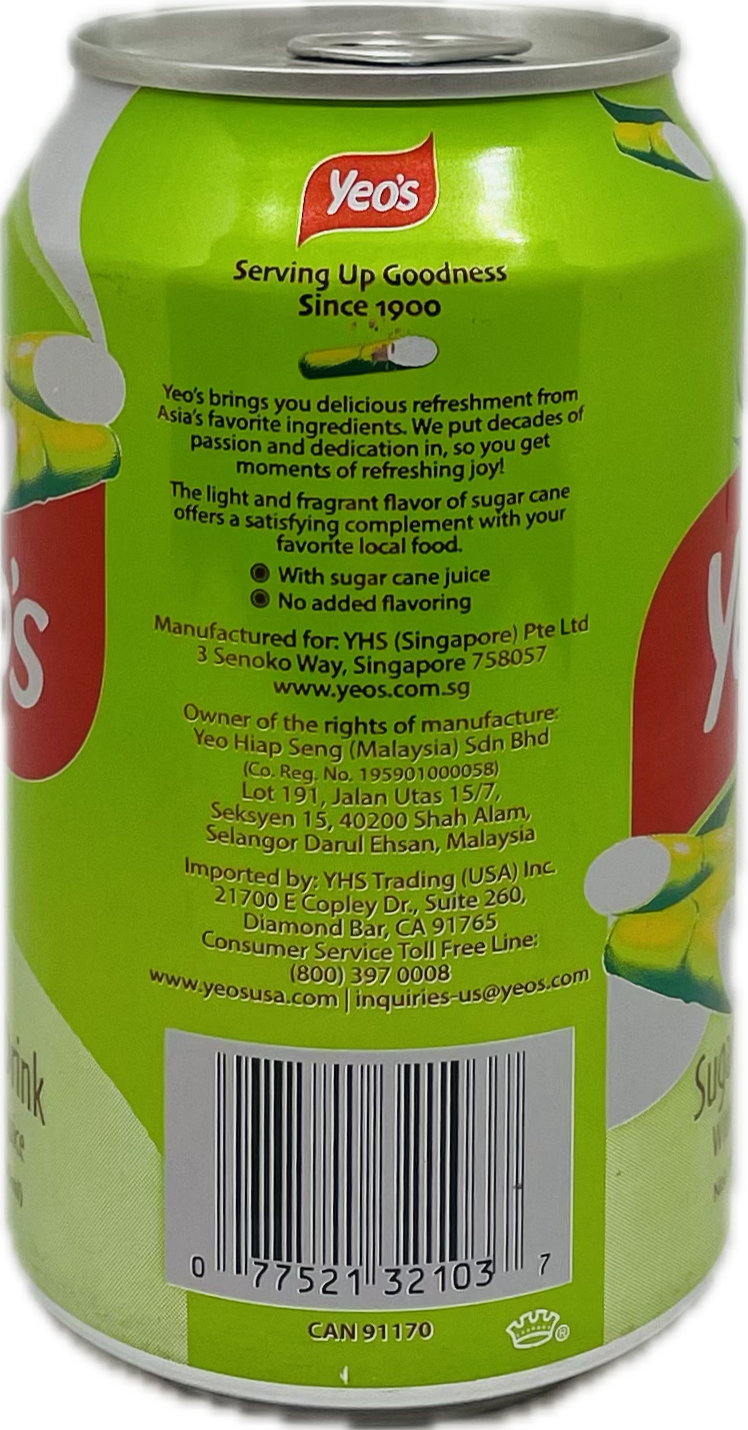 Yeo's
Serving Up Goodness
Since 1900
Yeo's brings you delicious refreshment from
Asia's favorite ingredients. We put decades of
passion and dedication in, so you get
moments of refreshing joy!
The light and fragrant flavor of sugar cane
offers a satisfying complement with your
favorite local food.
With sugar cane juice
No added flavoring
Manufactured for: YHS (Singapore) Pte Ltd
3 Senoko Way, Singapore 758057
www.yeos.com.sg
Owner of the rights of manufacture:
Yeo Hiap Seng (Malaysia) Sdn Bhd
(Co. Reg. No. 195901000058)
Lot 191, Jalan Utas 15/7,
Seksyen 15, 40200 Shah Alam,
Selangor Darul Ehsan, Malaysia
Imported by: YHS Trading (USA) Inc.
21700 E Copley Dr., Suite 260,
Diamond Bar, CA 91765
Consumer Service Toll Free Line:
(800) 397 0008
www.yeosusa.com | inquiries-us@yeos.com
0 77521 32103 7
CAN 91170
®